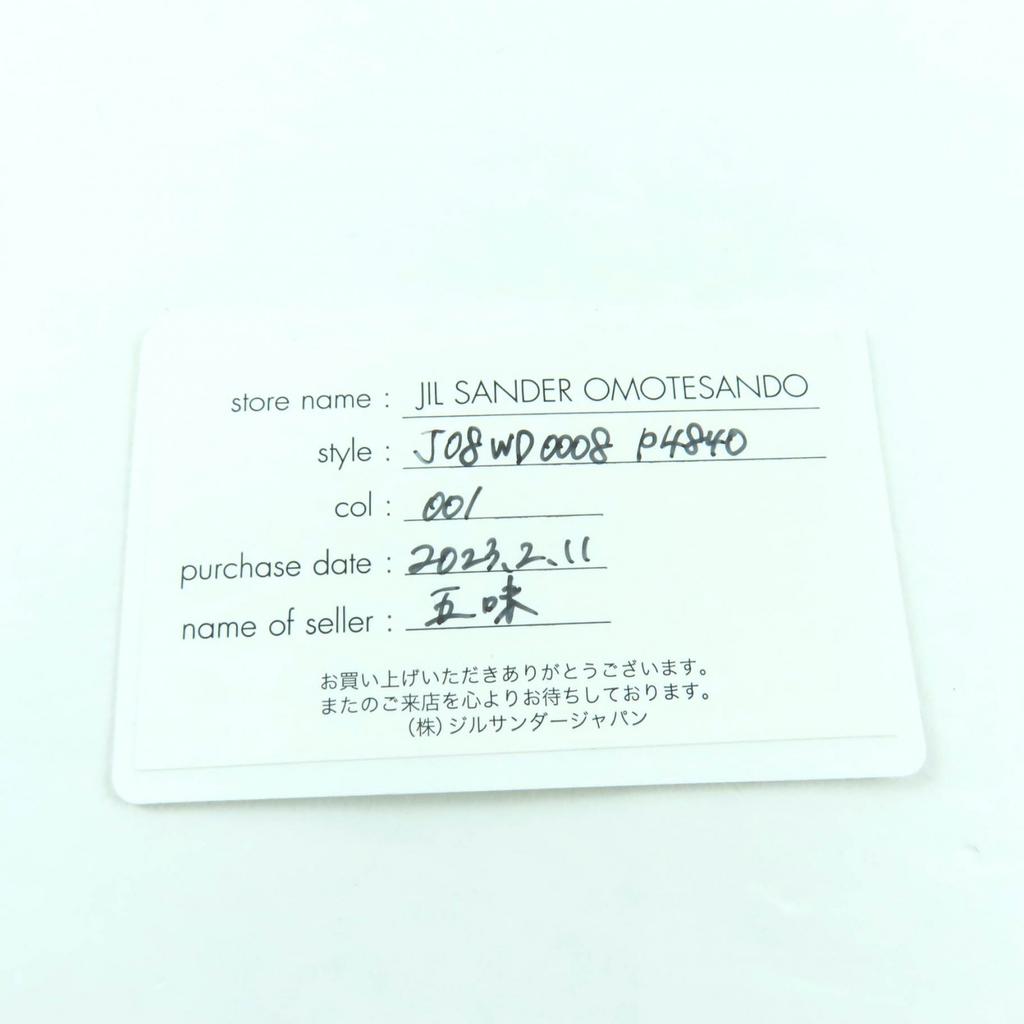 store name : JIL SANDER OMOTESANDO
style : J08WD0008 P4840
col : 001
purchase date : 2023.2.11
name of seller : 五味
お買い上げいただきありがとうございます。
またのご来店を心よりお待ちしております。
(株)ジルサンダージャパン